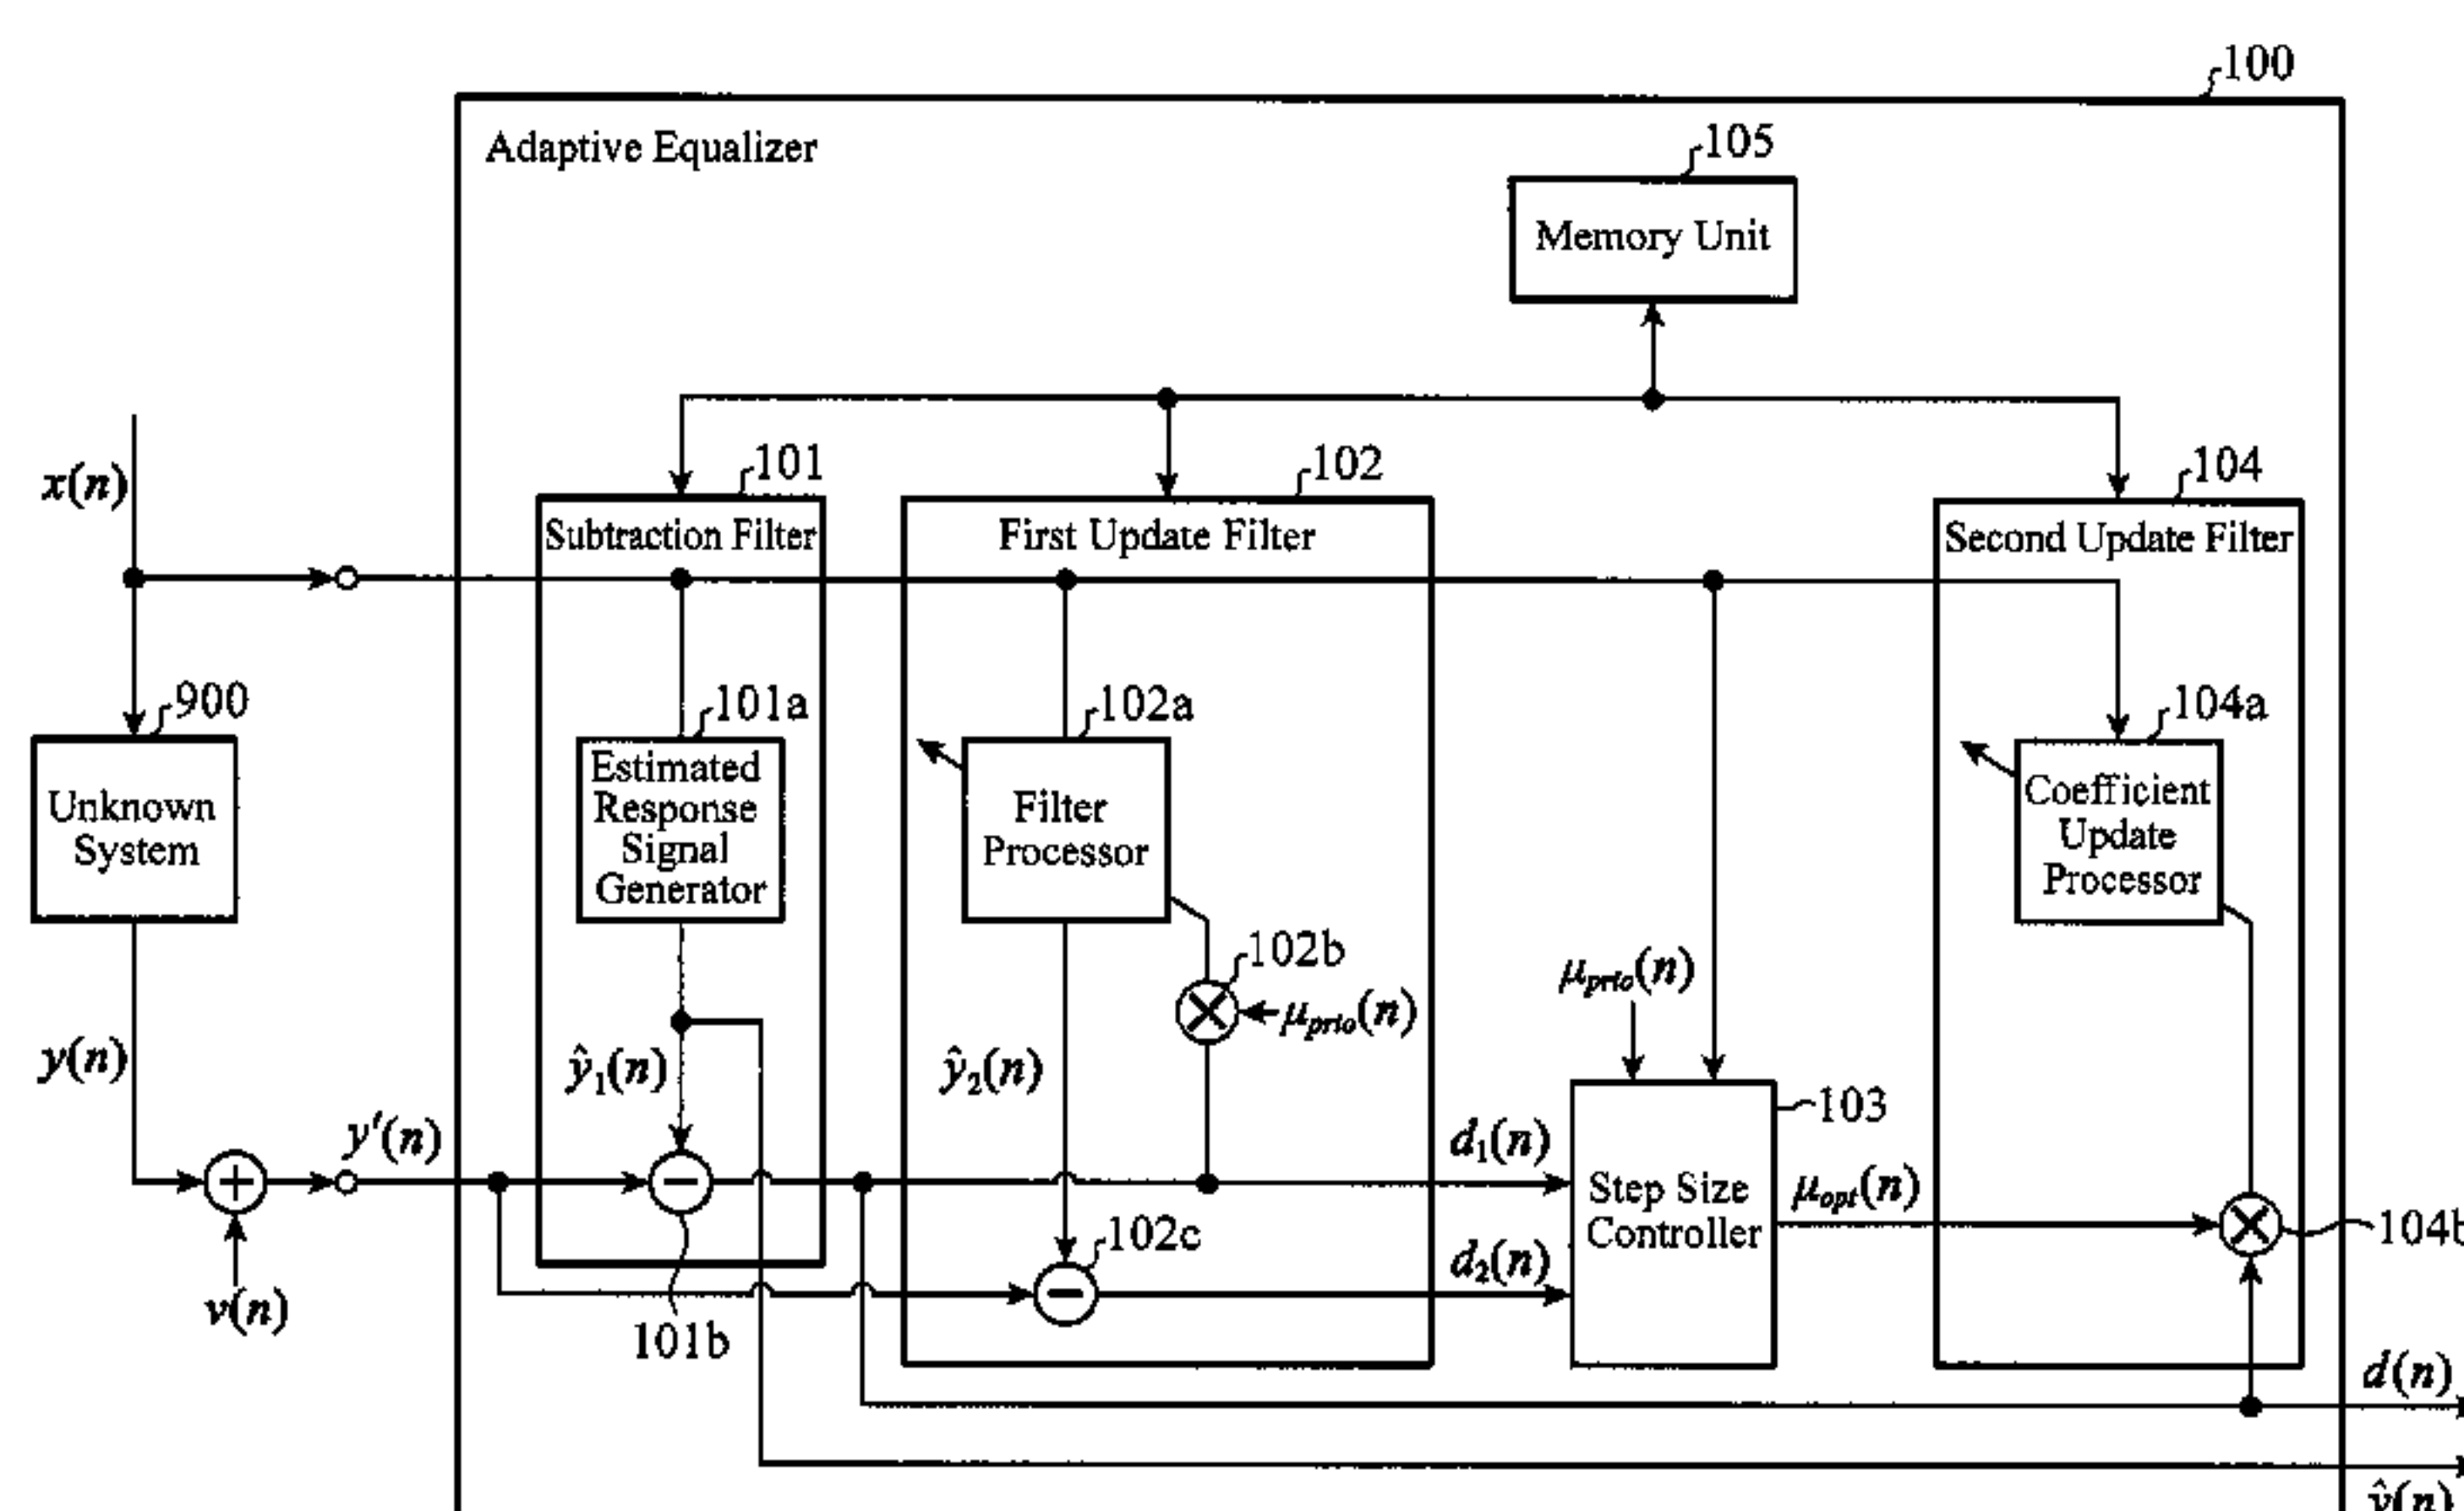 100
Adaptive Equalizer
105
Memory Unit
x(n)
101
102
104
Subtraction Filter
First Update Filter
Second Update Filter
900
101a
102a
104a
Unknown
System
Estimated
Response
Signal
Generator
Filter
Processor
Coefficient
Update
Processor
102b
μprio(n)
μprio(n)
y(n)
ŷ1(n)
ŷ2(n)
103
y'(n)
d1(n)
Step Size
Controller
μopt(n)
104b
102c
d2(n)
v(n)
101b
d(n)
ŷ(n)